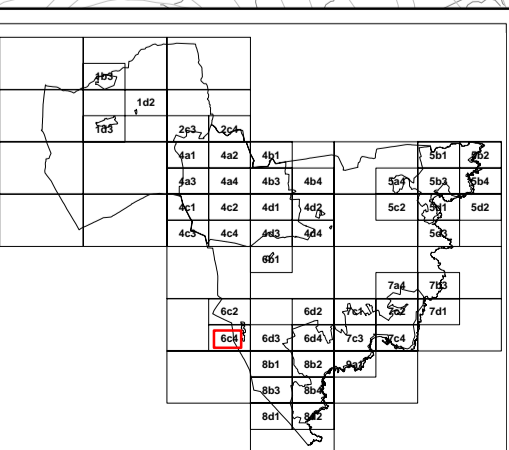 1b3
1d2
1d3 2c3 2c4
4a1 4a2 4b1 5b1 5b2
4a3 4a4 4b3 4b4 5a4 5b3 5b4
4c1 4c2 4d1 4d2 5c2 5d1 5d2
4c3 4c4 4d3 4d4 5d3
6b1
7a4 7b3
6c2 6d2 7c1 7c2 7d1
6c4 6d3 6d4 7c3 7c4
8b1 8b2 9a1
8b3 8b4
8d1 8d2